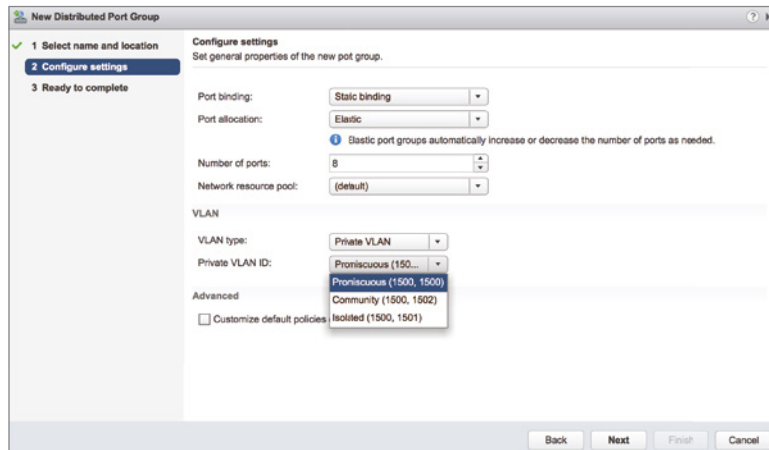 New Distributed Port Group
1 Select name and location
2 Configure settings
3 Ready to complete
Configure settings
Set general properties of the new pot group.
Port binding: Static binding
Port allocation: Elastic
Elastic port groups automatically increase or decrease the number of ports as needed.
Number of ports: 8
Network resource pool: (default)
VLAN
VLAN type: Private VLAN
Private VLAN ID: Proniscuous (150...
Proniscuous (1500, 1500)
Community (1500, 1502)
Isolited (1500, 1501)
Advanced
Customize default policies
Back Next Finish Cancel